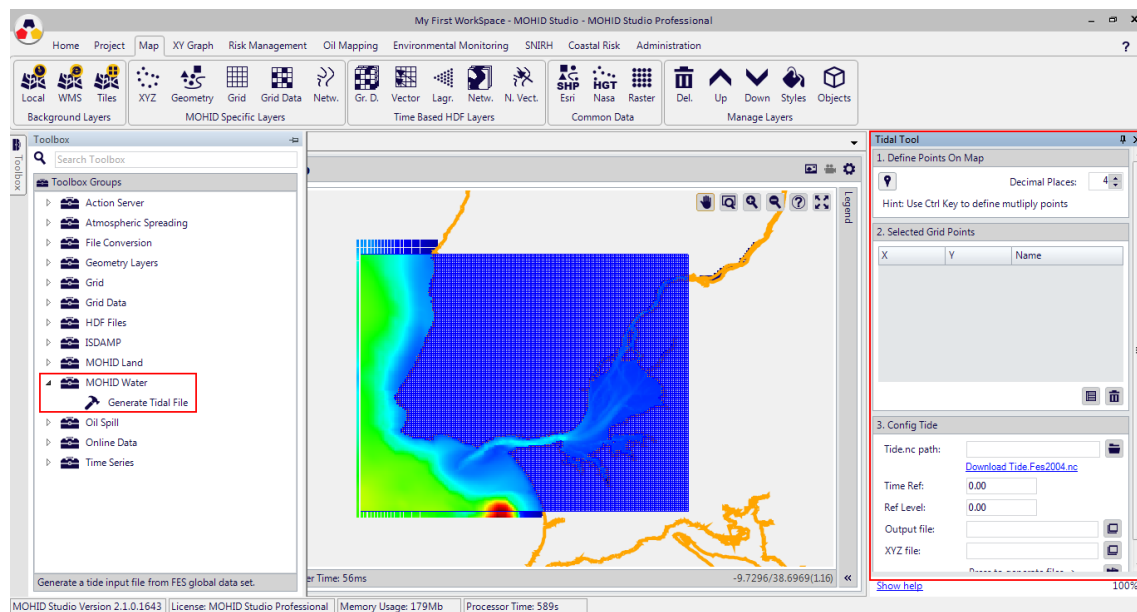 My First WorkSpace - MOHID Studio - MOHID Studio Professional
Home Project Map XY Graph Risk Management Oil Mapping Environmental Monitoring SNIRH Coastal Risk Administration ?
Local WMS Tiles XYZ Geometry Grid Grid Data Netw. Gr. D. Vector Lagr. Netw. N. Vect. SHP Esri HGT Nasa Raster Del. Up Down Styles Objects
Background Layers MOHID Specific Layers Time Based HDF Layers Common Data Manage Layers
Toolbox
Toolbox
Search Toolbox
Toolbox Groups
Action Server
Atmospheric Spreading
File Conversion
Geometry Layers
Grid
Grid Data
HDF Files
ISDAMP
MOHID Land
MOHID Water
Generate Tidal File
Oil Spill
Online Data
Time Series
Generate a tide input file from FES global data set.
Legend
er Time: 56ms
-9.7296/38.6969(1.16)
Tidal Tool
1. Define Points On Map
Decimal Places: 4
Hint: Use Ctrl Key to define mutliply points
2. Selected Grid Points
X Y Name
3. Config Tide
Tide.nc path:
Download Tide.Fes2004.nc
Time Ref: 0.00
Ref Level: 0.00
Output file:
XYZ file:
Show help 100%
MOHID Studio Version 2.1.0.1643 License: MOHID Studio Professional Memory Usage: 179Mb Processor Time: 589s